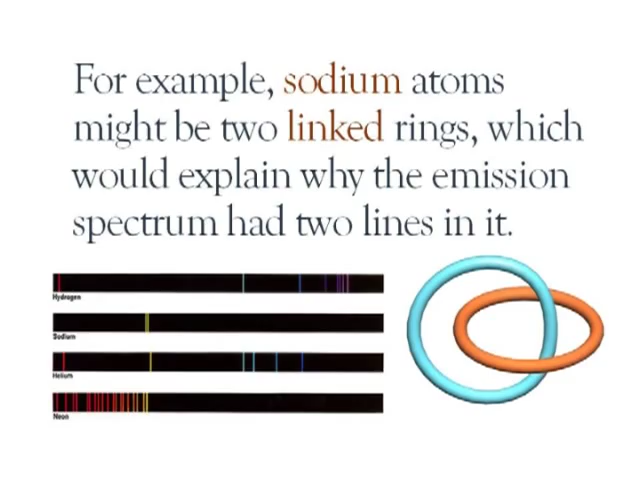 For example, sodium atoms
might be two linked rings, which
would explain why the emission
spectrum had two lines in it.
Hydrogen
Sodium
Helium
Neon